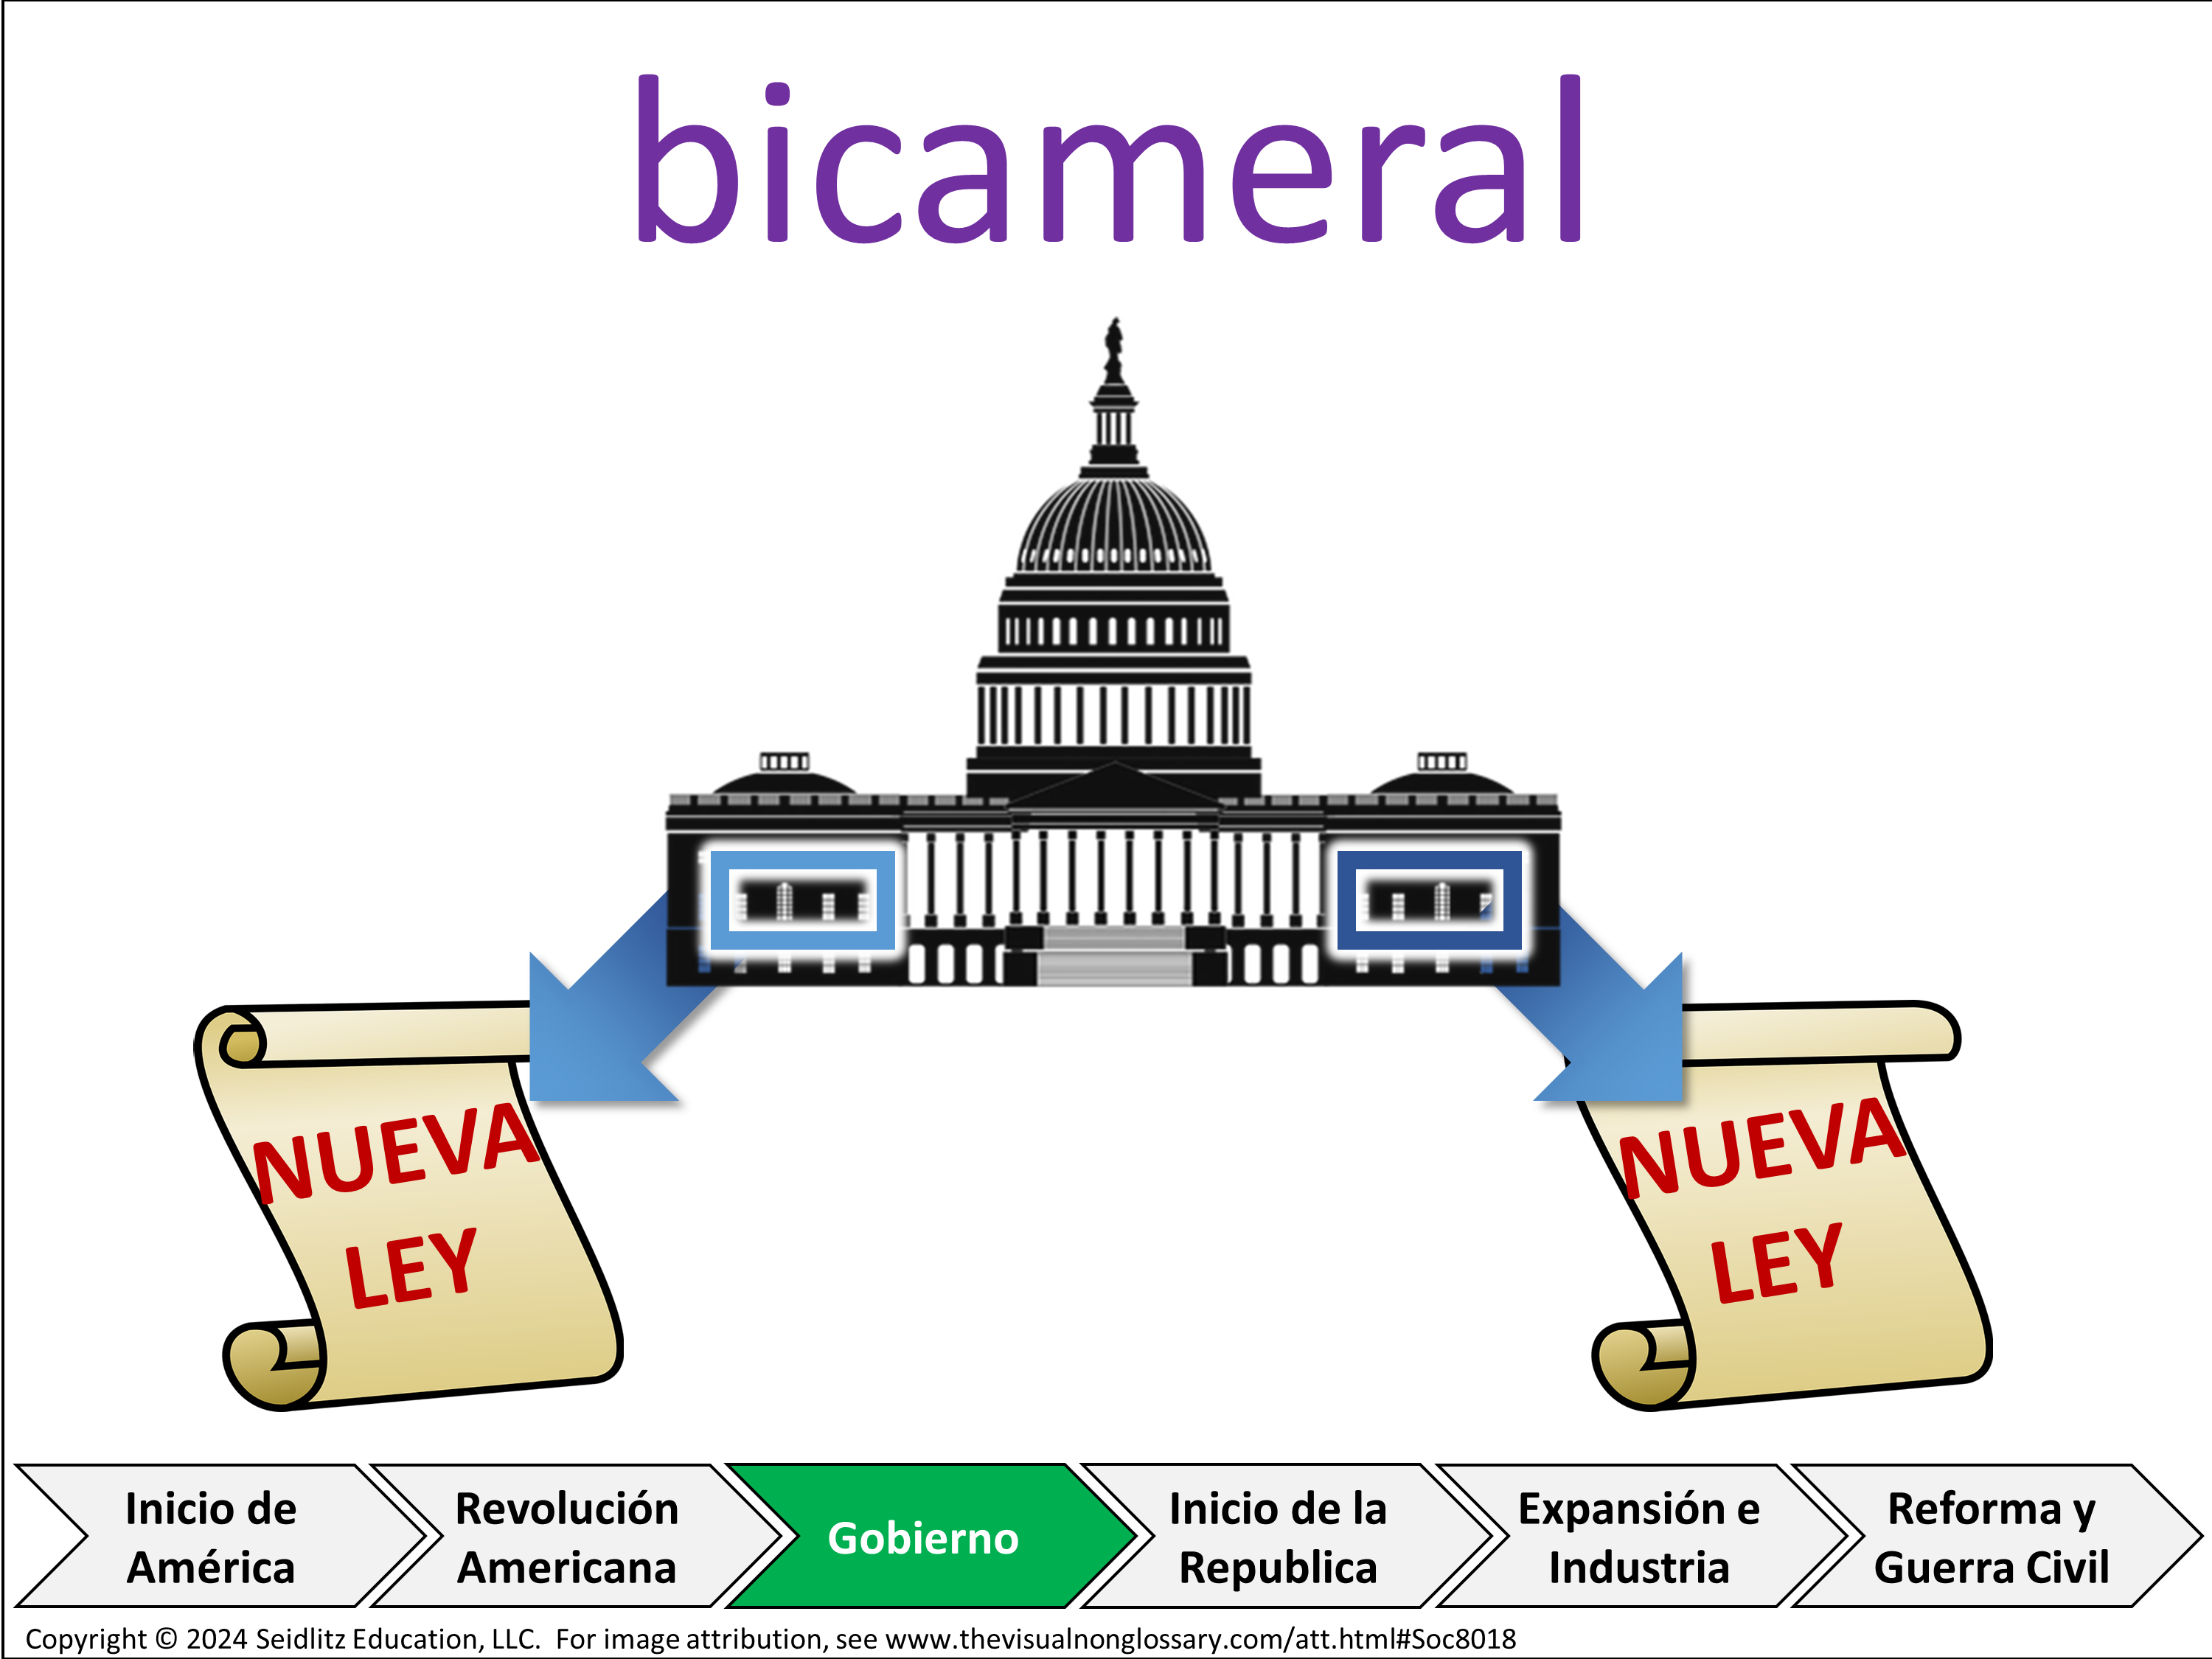 bicameral
NUEVA
LEY
NUEVA
LEY
Inicio de
América
Revolución
Americana
Gobierno
Inicio de la
Republica
Expansión e
Industria
Reforma y
Guerra Civil
Copyright © 2024 Seidlitz Education, LLC.  For image attribution, see www.thevisualnonglossary.com/att.html#Soc8018